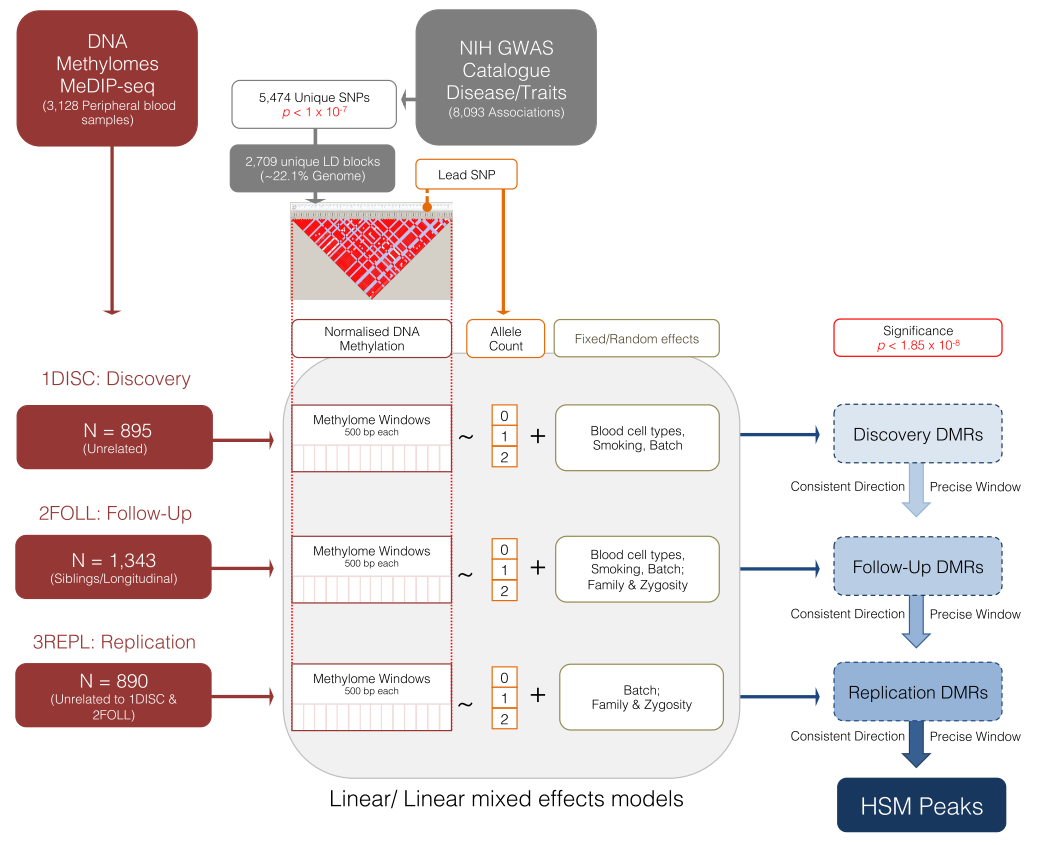 DNA
Methylomes
MeDIP-seq
(3,128 Peripheral blood
samples)
NIH GWAS
Catalogue
Disease/Traits
(8,093 Associations)
5,474 Unique SNPs
p < 1 x 10-7
2,709 unique LD blocks
(~22.1% Genome)
Lead SNP
Normalised DNA
Methylation
Allele
Count
Fixed/Random effects
Significance
p < 1.85 x 10-8
1DISC: Discovery
N = 895
(Unrelated)
Methylome Windows
500 bp each
~
0
1
2
+
Blood cell types,
Smoking, Batch
Discovery DMRs
Consistent Direction
Precise Window
2FOLL: Follow-Up
N = 1,343
(Siblings/Longitudinal)
Methylome Windows
500 bp each
~
0
1
2
+
Blood cell types,
Smoking, Batch;
Family & Zygosity
Follow-Up DMRs
Consistent Direction
Precise Window
3REPL: Replication
N = 890
(Unrelated to 1DISC &
2FOLL)
Methylome Windows
500 bp each
~
0
1
2
+
Batch;
Family & Zygosity
Replication DMRs
Consistent Direction
Precise Window
HSM Peaks
Linear/ Linear mixed effects models